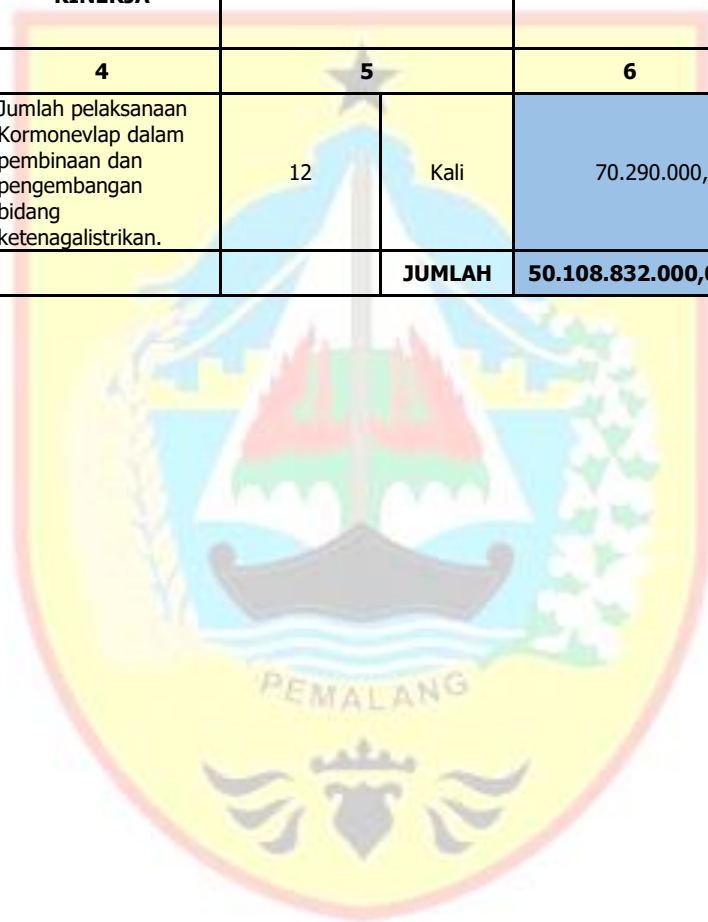 KINERJA
4 5 6
Jumlah pelaksanaan
Kormonevlap dalam
pembinaan dan
pengembangan
bidang
ketenagalistrikan.
12 Kali 70.290.000,
JUMLAH 50.108.832.000,0
PEMALANG